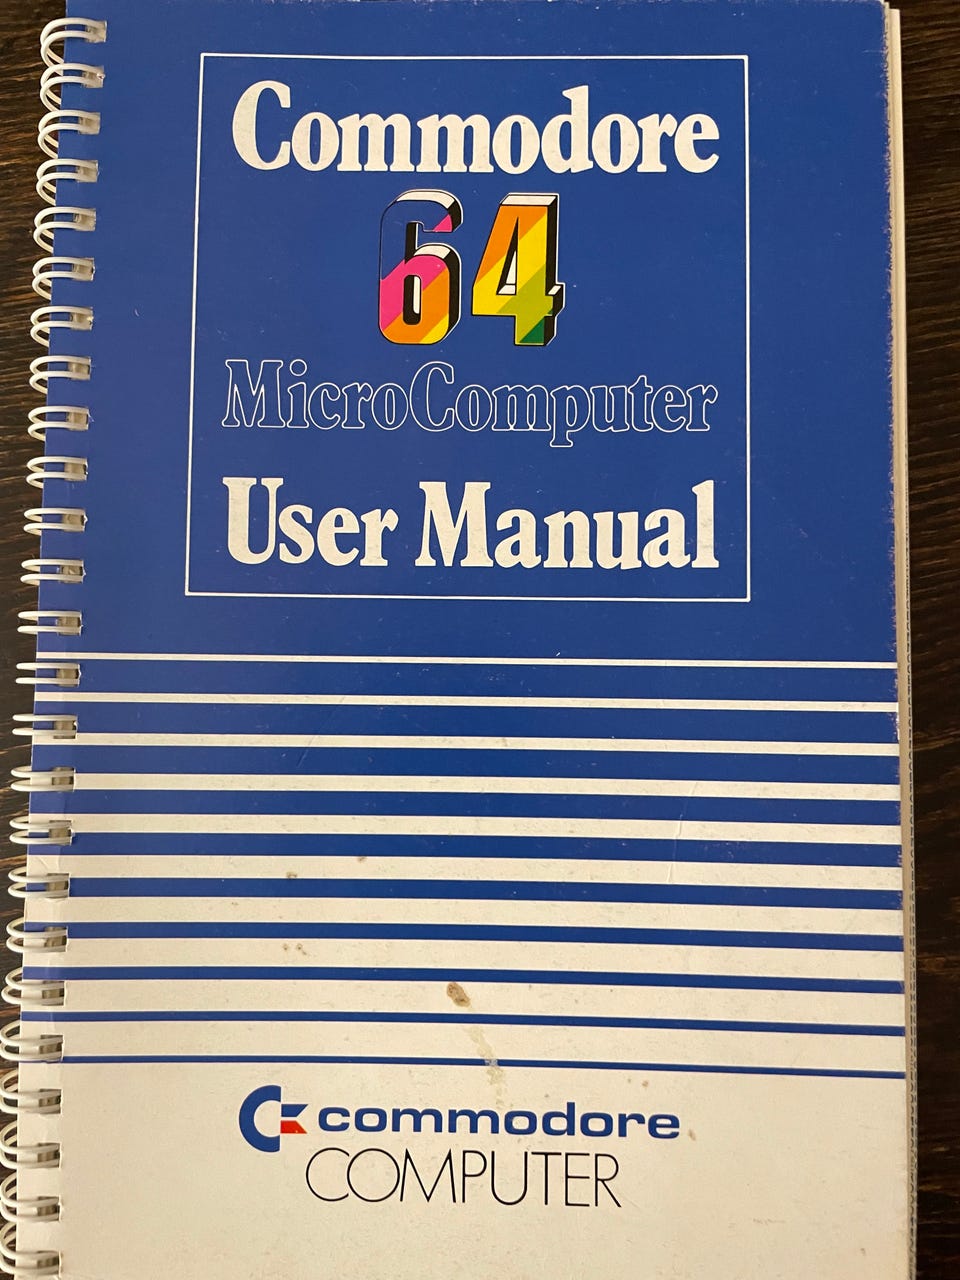 Commodore
64
MicroComputer
User Manual
commodore
COMPUTER